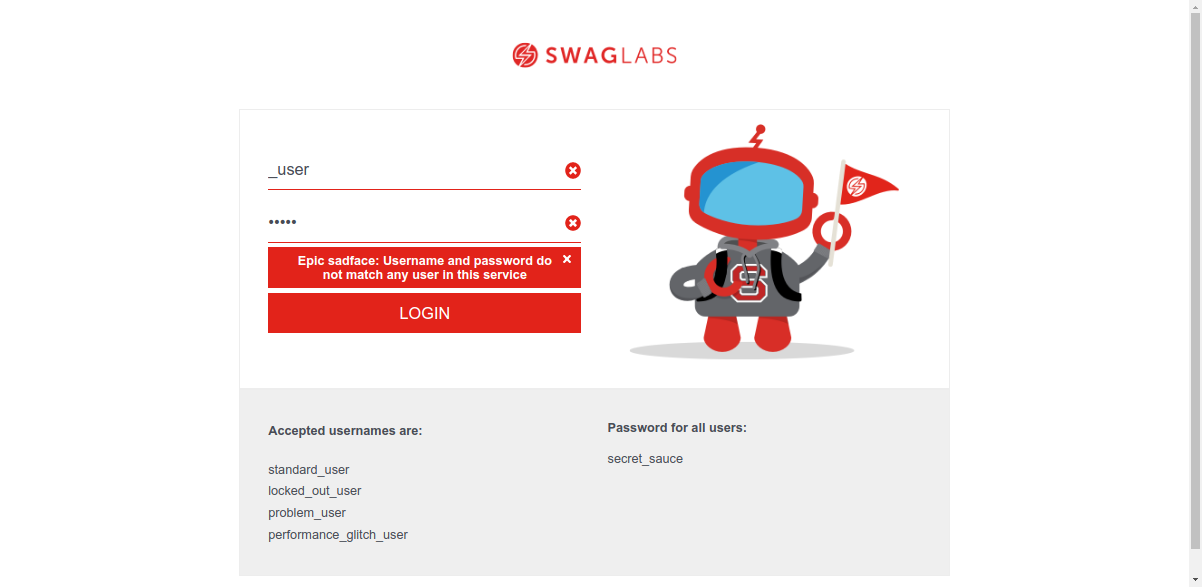 SWAGLABS
_user
•••••
Epic sadface: Username and password do
not match any user in this service
LOGIN
S
Accepted usernames are:
standard_user
locked_out_user
problem_user
performance_glitch_user
Password for all users:
secret_sauce